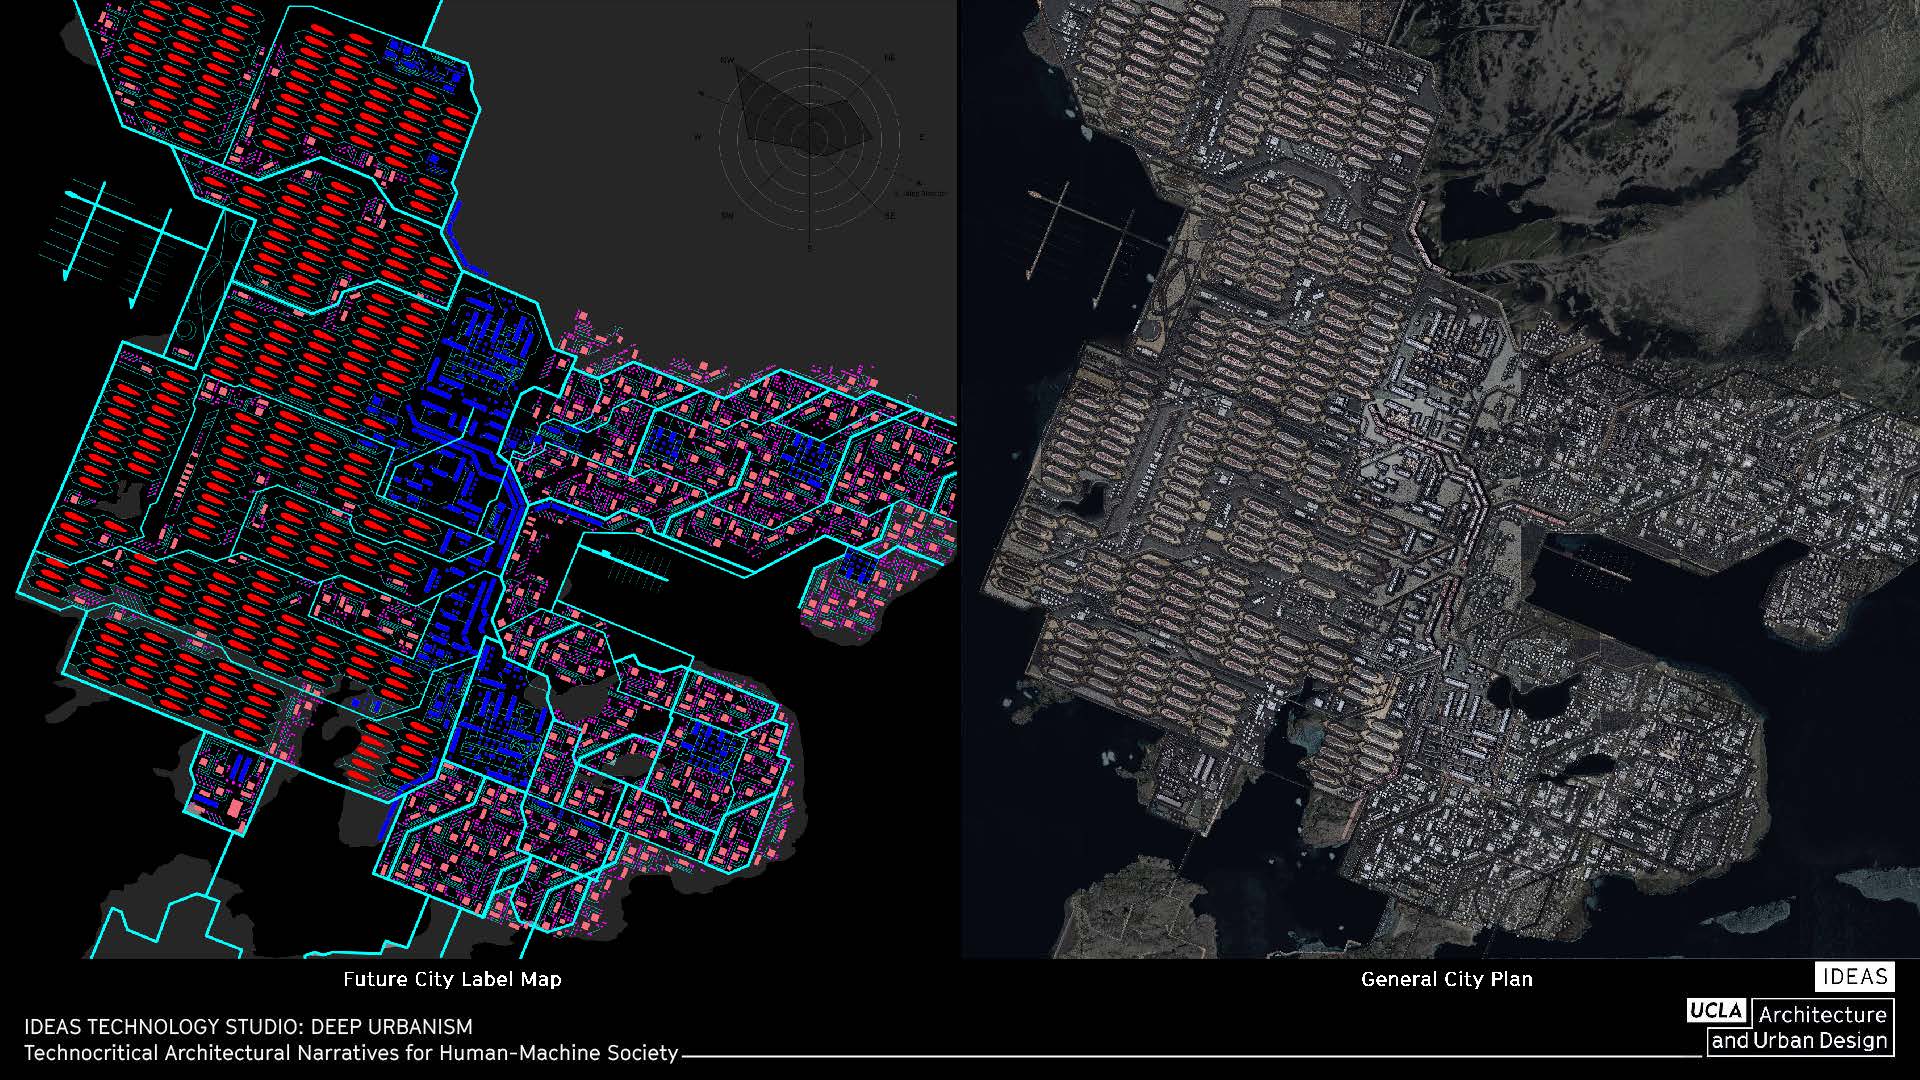 N
NW
NE
W
E
SW
SE
S
Future City Label Map
General City Plan
IDEAS
IDEAS TECHNOLOGY STUDIO: DEEP URBANISM
Technocritical Architectural Narratives for Human-Machine Society
UCLA Architecture
and Urban Design